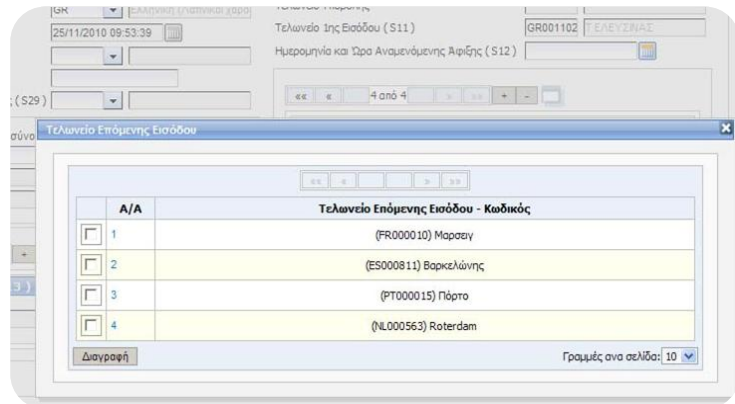 GR Ελληνική
25/11/2010 09:53:39
Τελωνείο 1ης Εισόδου ( S11 ) GR001102 ΤΕΛΕΥΣΙΝΑΣ
Ημερομηνία και Ώρα Αναμενόμενης Άφιξης ( S12 )
( S29 )
«« « 4 από 4 » »» + -
Τελωνείο Επόμενης Εισόδου x
«« « » »»
Α/Α Τελωνείο Επόμενης Εισόδου - Κωδικός
1 (FR000010) Μαρσειγ
2 (ES000811) Βαρκελώνης
3 (PT000015) Πόρτο
4 (NL000563) Roterdam
Διαγραφή Γραμμές ανα σελίδα: 10